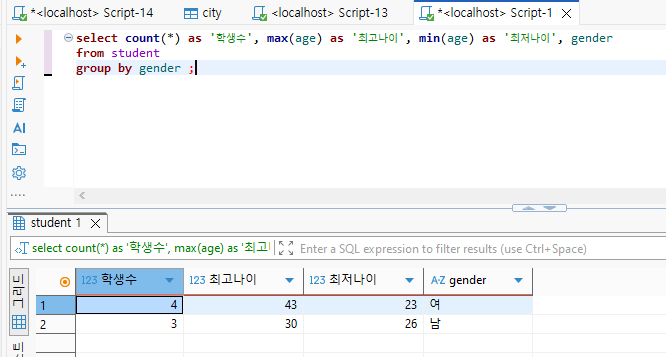 *<localhost> Script-14 city <localhost> Script-13 *<localhost> Script-1
select count(*) as '학생수', max(age) as '최고나이', min(age) as '최저나이', gender
from student
group by gender ;
AI
student 1
select count(*) as '학생수', max(age) as '최고 Enter a SQL expression to filter results (use Ctrl+Space)
그리드
123 학생수 123 최고나이 123 최저나이 A-Z gender
1 4 43 23 여
2 3 30 26 남